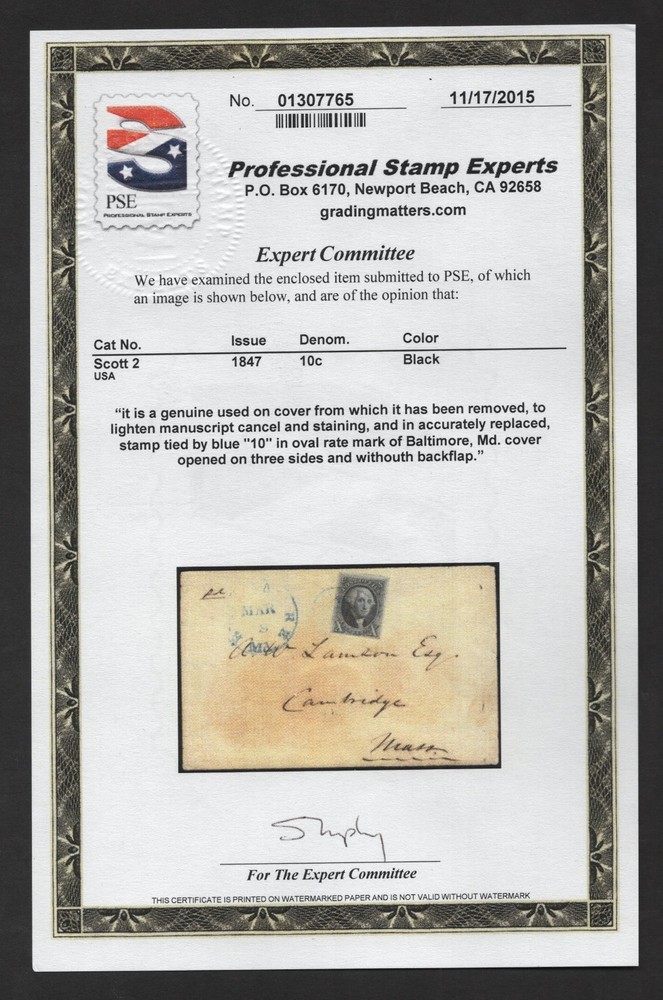 No. 01307765 11/17/2015
PSE
PROFESSIONAL STAMP EXPERTS
Professional Stamp Experts
P.O. Box 6170, Newport Beach, CA 92658
gradingmatters.com
Expert Committee
We have examined the enclosed item submitted to PSE, of which
an image is shown below, and are of the opinion that:
Cat No. Issue Denom. Color
Scott 2 1847 10c Black
USA
“it is a genuine used on cover from which it has been removed, to
lighten manuscript cancel and staining, and in accurately replaced,
stamp tied by blue "10" in oval rate mark of Baltimore, Md. cover
opened on three sides and withouth backflap.”
MAR
9
Lamson Esq.
Cambridge
Mass
For The Expert Committee
THIS CERTIFICATE IS PRINTED ON WATERMARKED PAPER AND IS NOT VALID WITHOUT WATERMARK